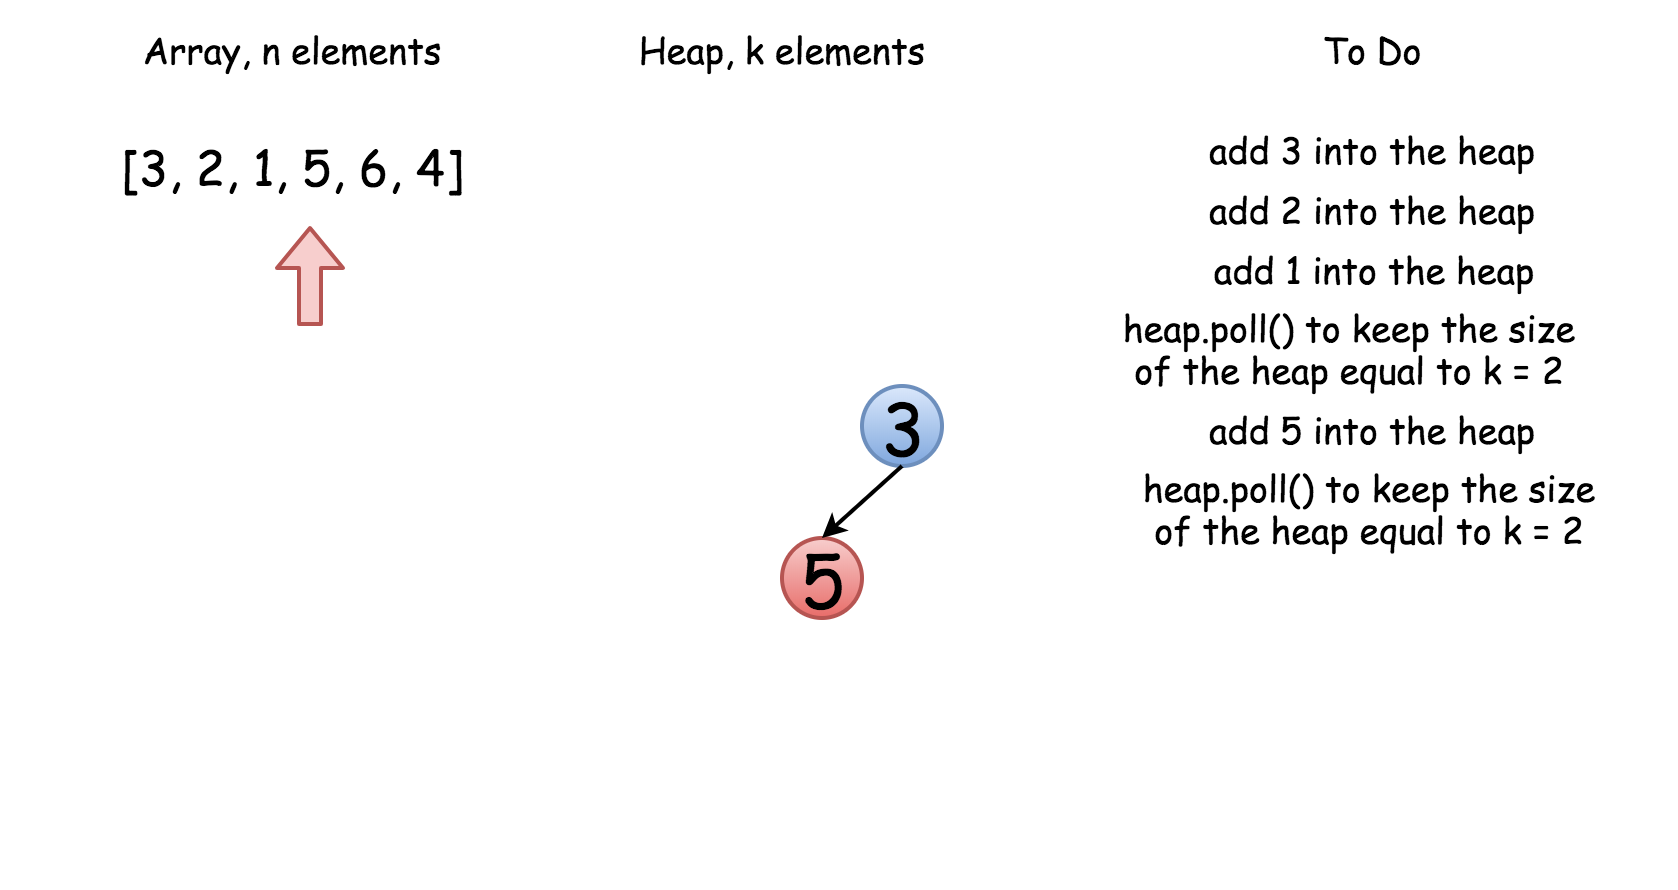 Array, n elements
Heap, k elements
To Do
[3, 2, 1, 5, 6, 4]
3
5
add 3 into the heap
add 2 into the heap
add 1 into the heap
heap.poll() to keep the size
of the heap equal to k = 2
add 5 into the heap
heap.poll() to keep the size
of the heap equal to k = 2